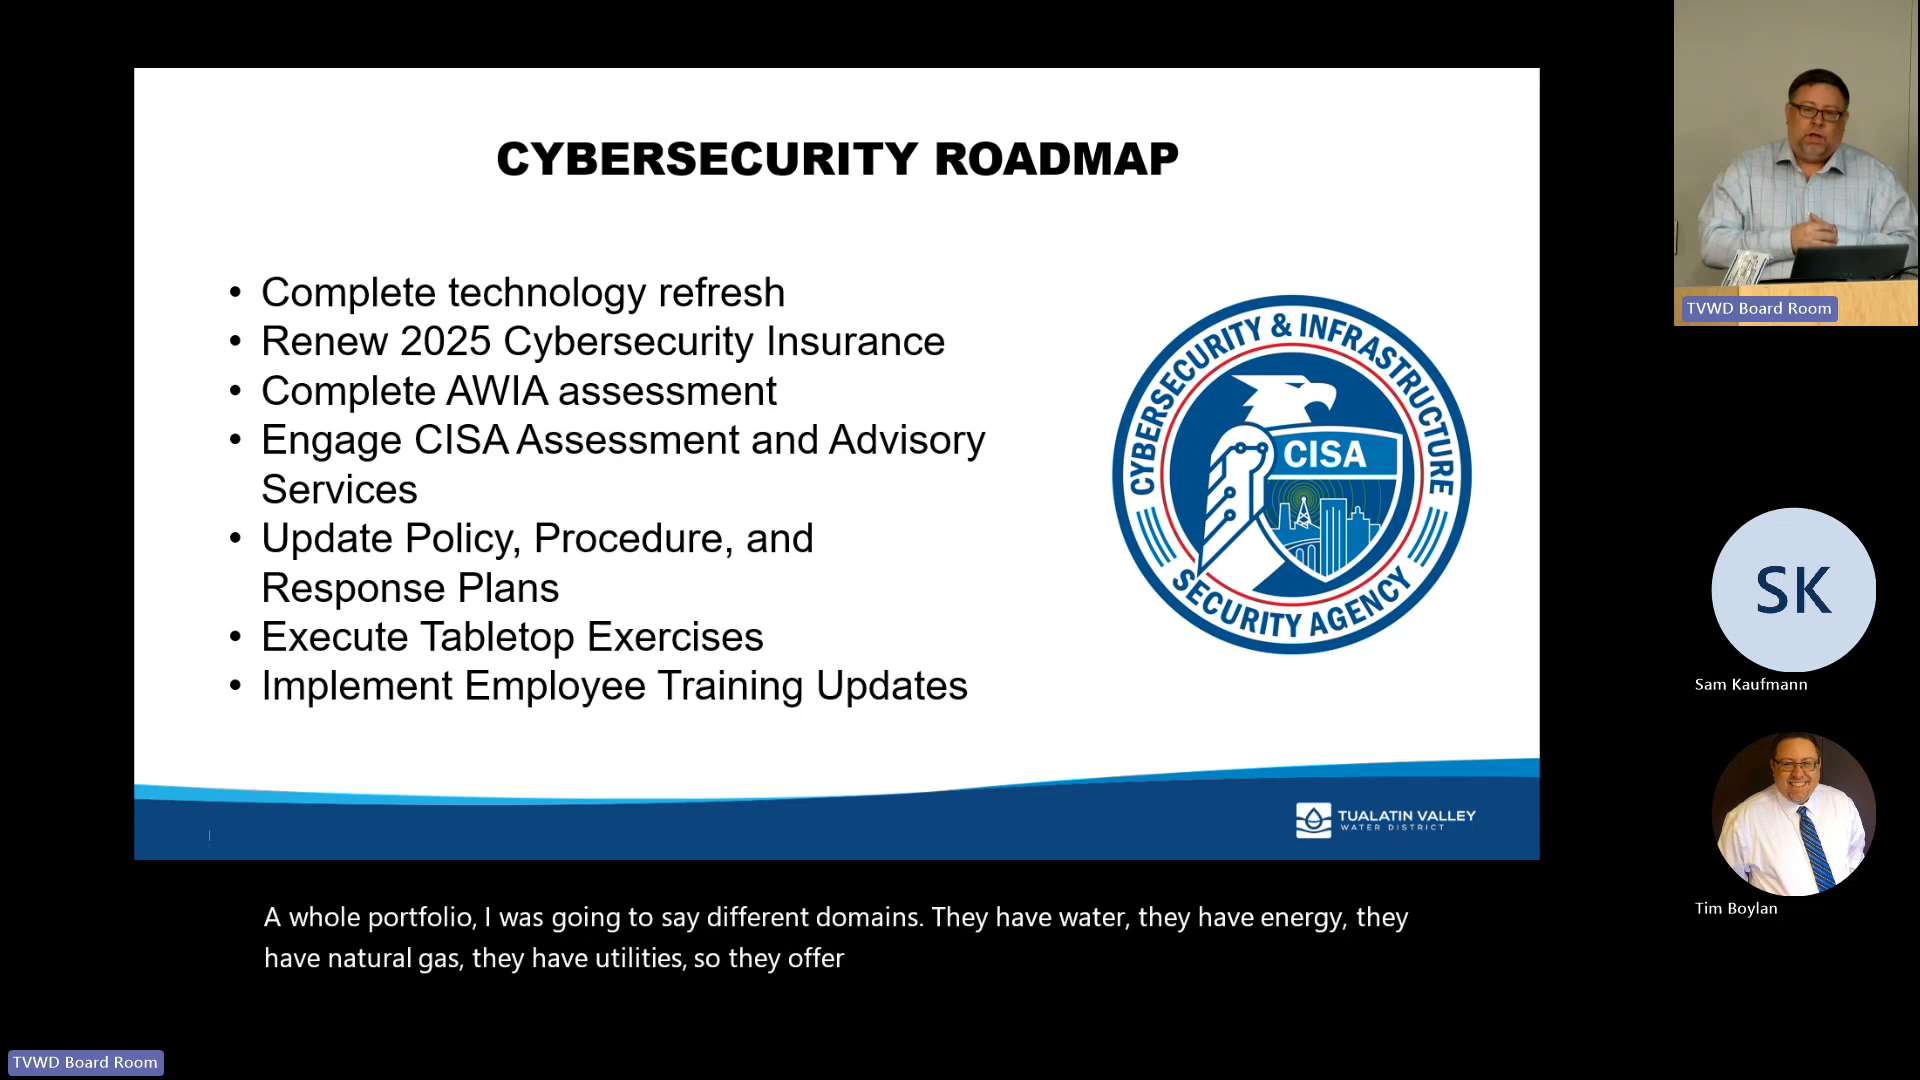 CYBERSECURITY ROADMAP
• Complete technology refresh
• Renew 2025 Cybersecurity Insurance
• Complete AWIA assessment
• Engage CISA Assessment and Advisory
Services
• Update Policy, Procedure, and
Response Plans
• Execute Tabletop Exercises
• Implement Employee Training Updates
CYBERSECURITY & INFRASTRUCTURE
CISA
SECURITY AGENCY
TUALATIN VALLEY
WATER DISTRICT
TVWD Board Room
SK
Sam Kaufmann
Tim Boylan
A whole portfolio, I was going to say different domains. They have water, they have energy, they
have natural gas, they have utilities, so they offer
TVWD Board Room